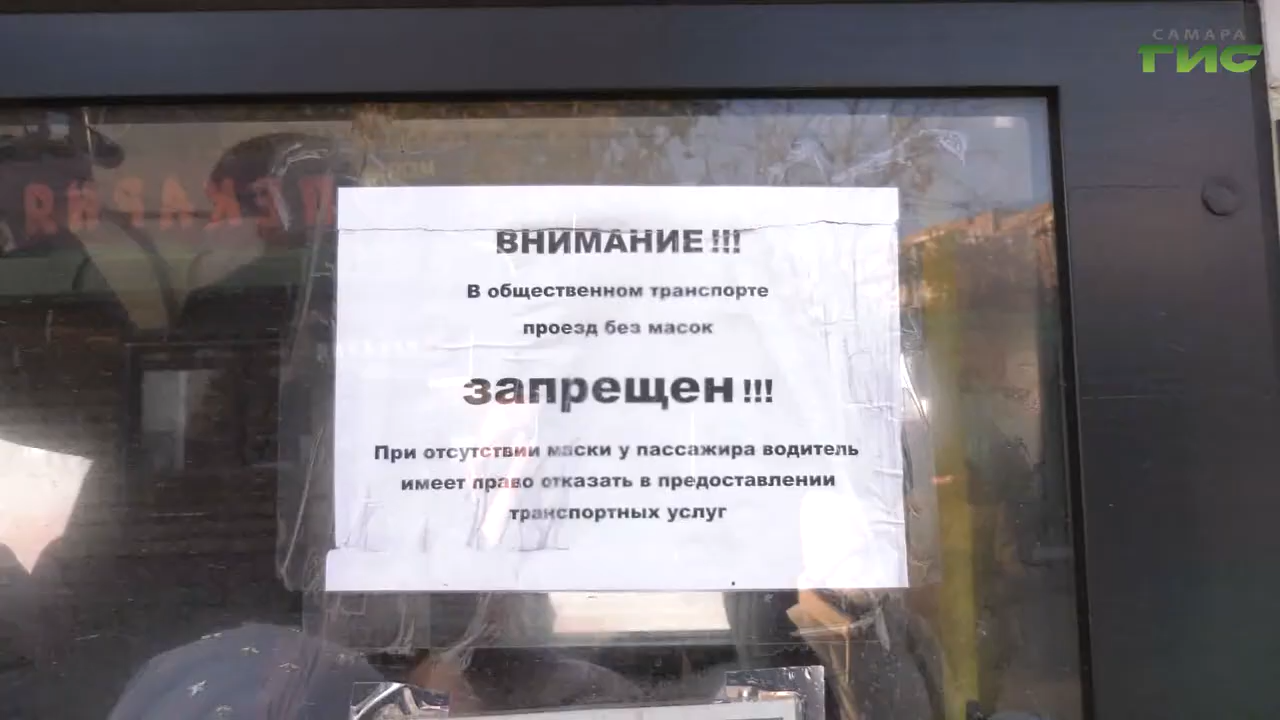 САМАРА
ГИС
ПЕКАРНЯ
ВНИМАНИЕ!!!
В общественном транспорте
проезд без масок
запрещен!!!
При отсутствии маски у пассажира водитель
имеет право отказать в предоставлении
транспортных услуг